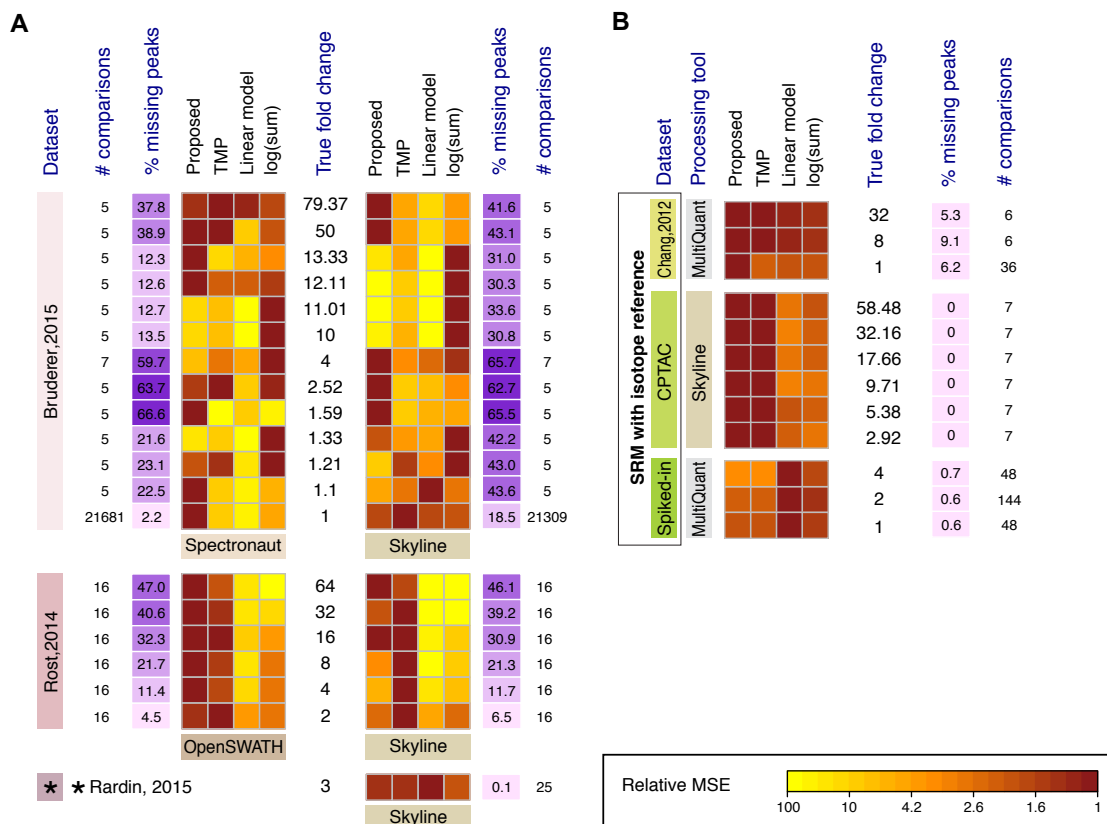 A
B
Dataset
# comparisons
% missing peaks
Proposed
TMP
Linear model
log(sum)
True fold change
Proposed
TMP
Linear model
log(sum)
% missing peaks
# comparisons
Bruderer,2015
5 37.8 79.37 41.6 5
5 38.9 50 43.1 5
5 12.3 13.33 31.0 5
5 12.6 12.11 30.3 5
5 12.7 11.01 33.6 5
5 13.5 10 30.8 5
7 59.7 4 65.7 7
5 63.7 2.52 62.7 5
5 66.6 1.59 65.5 5
5 21.6 1.33 42.2 5
5 23.1 1.21 43.0 5
5 22.5 1.1 43.6 5
21681 2.2 1 18.5 21309
Spectronaut Skyline
Rost,2014
16 47.0 64 46.1 16
16 40.6 32 39.2 16
16 32.3 16 30.9 16
16 21.7 8 21.3 16
16 11.4 4 11.7 16
16 4.5 2 6.5 16
OpenSWATH Skyline
* * Rardin, 2015 3 0.1 25
Skyline
Dataset
Processing tool
Proposed
TMP
Linear model
log(sum)
True fold change
% missing peaks
# comparisons
SRM with isotope reference
Chang,2012
MultiQuant
32 5.3 6
8 9.1 6
1 6.2 36
CPTAC
Skyline
58.48 0 7
32.16 0 7
17.66 0 7
9.71 0 7
5.38 0 7
2.92 0 7
Spiked-in
MultiQuant
4 0.7 48
2 0.6 144
1 0.6 48
Relative MSE
100 10 4.2 2.6 1.6 1